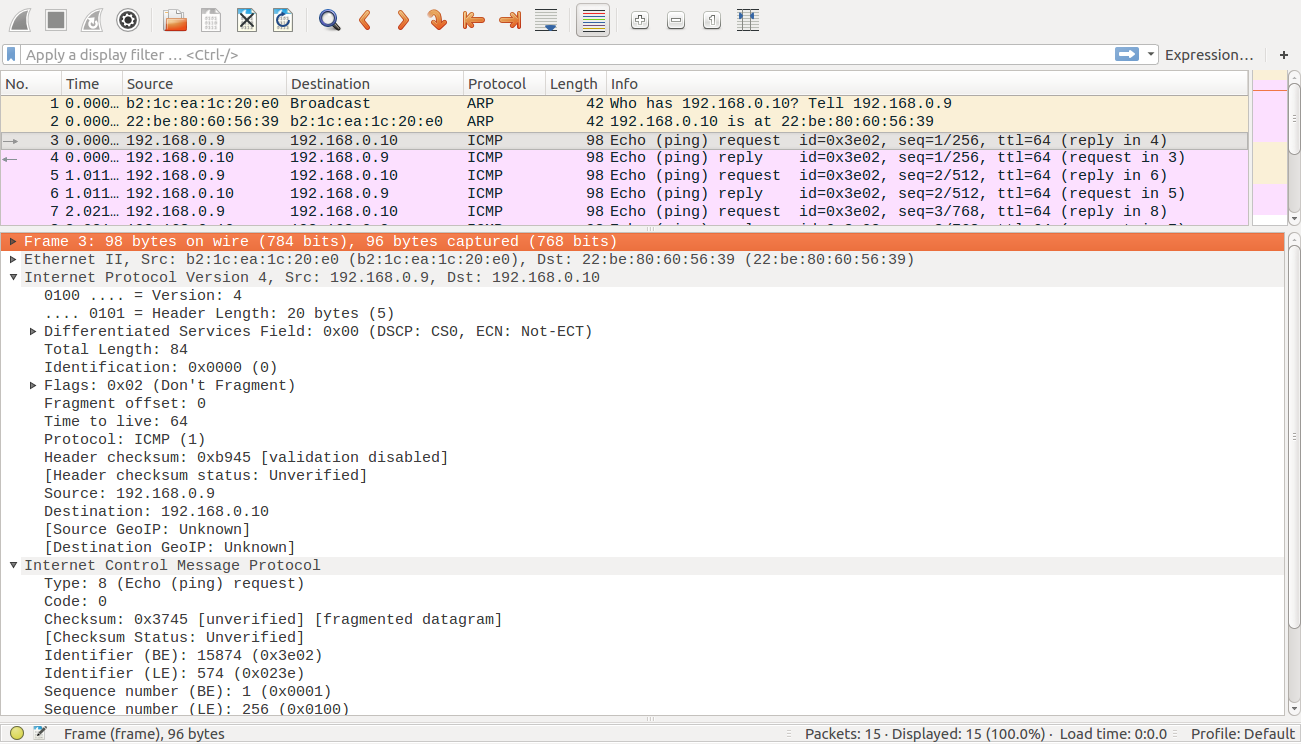 Apply a display filter … <Ctrl-/> Expression… +
No. Time Source Destination Protocol Length Info
1 0.000… b2:1c:ea:1c:20:e0 Broadcast ARP 42 Who has 192.168.0.10? Tell 192.168.0.9
2 0.000… 22:be:80:60:56:39 b2:1c:ea:1c:20:e0 ARP 42 192.168.0.10 is at 22:be:80:60:56:39
3 0.000… 192.168.0.9 192.168.0.10 ICMP 98 Echo (ping) request id=0x3e02, seq=1/256, ttl=64 (reply in 4)
4 0.000… 192.168.0.10 192.168.0.9 ICMP 98 Echo (ping) reply id=0x3e02, seq=1/256, ttl=64 (request in 3)
5 1.011… 192.168.0.9 192.168.0.10 ICMP 98 Echo (ping) request id=0x3e02, seq=2/512, ttl=64 (reply in 6)
6 1.011… 192.168.0.10 192.168.0.9 ICMP 98 Echo (ping) reply id=0x3e02, seq=2/512, ttl=64 (request in 5)
7 2.021… 192.168.0.9 192.168.0.10 ICMP 98 Echo (ping) request id=0x3e02, seq=3/768, ttl=64 (reply in 8)
Frame 3: 98 bytes on wire (784 bits), 96 bytes captured (768 bits)
Ethernet II, Src: b2:1c:ea:1c:20:e0 (b2:1c:ea:1c:20:e0), Dst: 22:be:80:60:56:39 (22:be:80:60:56:39)
Internet Protocol Version 4, Src: 192.168.0.9, Dst: 192.168.0.10
0100 .... = Version: 4
.... 0101 = Header Length: 20 bytes (5)
Differentiated Services Field: 0x00 (DSCP: CS0, ECN: Not-ECT)
Total Length: 84
Identification: 0x0000 (0)
Flags: 0x02 (Don't Fragment)
Fragment offset: 0
Time to live: 64
Protocol: ICMP (1)
Header checksum: 0xb945 [validation disabled]
[Header checksum status: Unverified]
Source: 192.168.0.9
Destination: 192.168.0.10
[Source GeoIP: Unknown]
[Destination GeoIP: Unknown]
Internet Control Message Protocol
Type: 8 (Echo (ping) request)
Code: 0
Checksum: 0x3745 [unverified] [fragmented datagram]
[Checksum Status: Unverified]
Identifier (BE): 15874 (0x3e02)
Identifier (LE): 574 (0x023e)
Sequence number (BE): 1 (0x0001)
Sequence number (LE): 256 (0x0100)
Frame (frame), 96 bytes Packets: 15 · Displayed: 15 (100.0%) · Load time: 0:0.0 Profile: Default